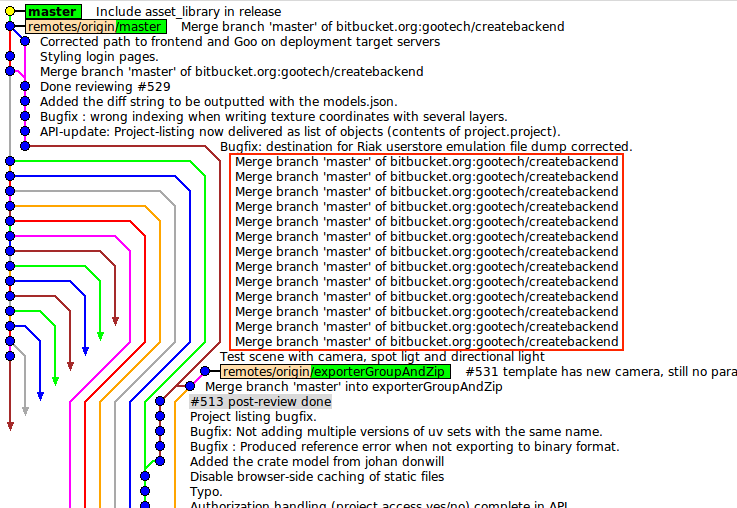 master Include asset_library in release
remotes/origin/master Merge branch 'master' of bitbucket.org:gootech/createbackend
Corrected path to frontend and Goo on deployment target servers
Styling login pages.
Merge branch 'master' of bitbucket.org:gootech/createbackend
Done reviewing #529
Added the diff string to be outputted with the models.json.
Bugfix : wrong indexing when writing texture coordinates with several layers.
API-update: Project-listing now delivered as list of objects (contents of project.project).
Bugfix: destination for Riak userstore emulation file dump corrected.
Merge branch 'master' of bitbucket.org:gootech/createbackend
Merge branch 'master' of bitbucket.org:gootech/createbackend
Merge branch 'master' of bitbucket.org:gootech/createbackend
Merge branch 'master' of bitbucket.org:gootech/createbackend
Merge branch 'master' of bitbucket.org:gootech/createbackend
Merge branch 'master' of bitbucket.org:gootech/createbackend
Merge branch 'master' of bitbucket.org:gootech/createbackend
Merge branch 'master' of bitbucket.org:gootech/createbackend
Merge branch 'master' of bitbucket.org:gootech/createbackend
Merge branch 'master' of bitbucket.org:gootech/createbackend
Merge branch 'master' of bitbucket.org:gootech/createbackend
Merge branch 'master' of bitbucket.org:gootech/createbackend
Merge branch 'master' of bitbucket.org:gootech/createbackend
Test scene with camera, spot ligt and directional light
remotes/origin/exporterGroupAndZip #531 template has new camera, still no para
Merge branch 'master' into exporterGroupAndZip
#513 post-review done
Project listing bugfix.
Bugfix: Not adding multiple versions of uv sets with the same name.
Bugfix : Produced reference error when not exporting to binary format.
Added the crate model from johan donwill
Disable browser-side caching of static files
Typo.
Authorization handling (project access yes/no) complete in API